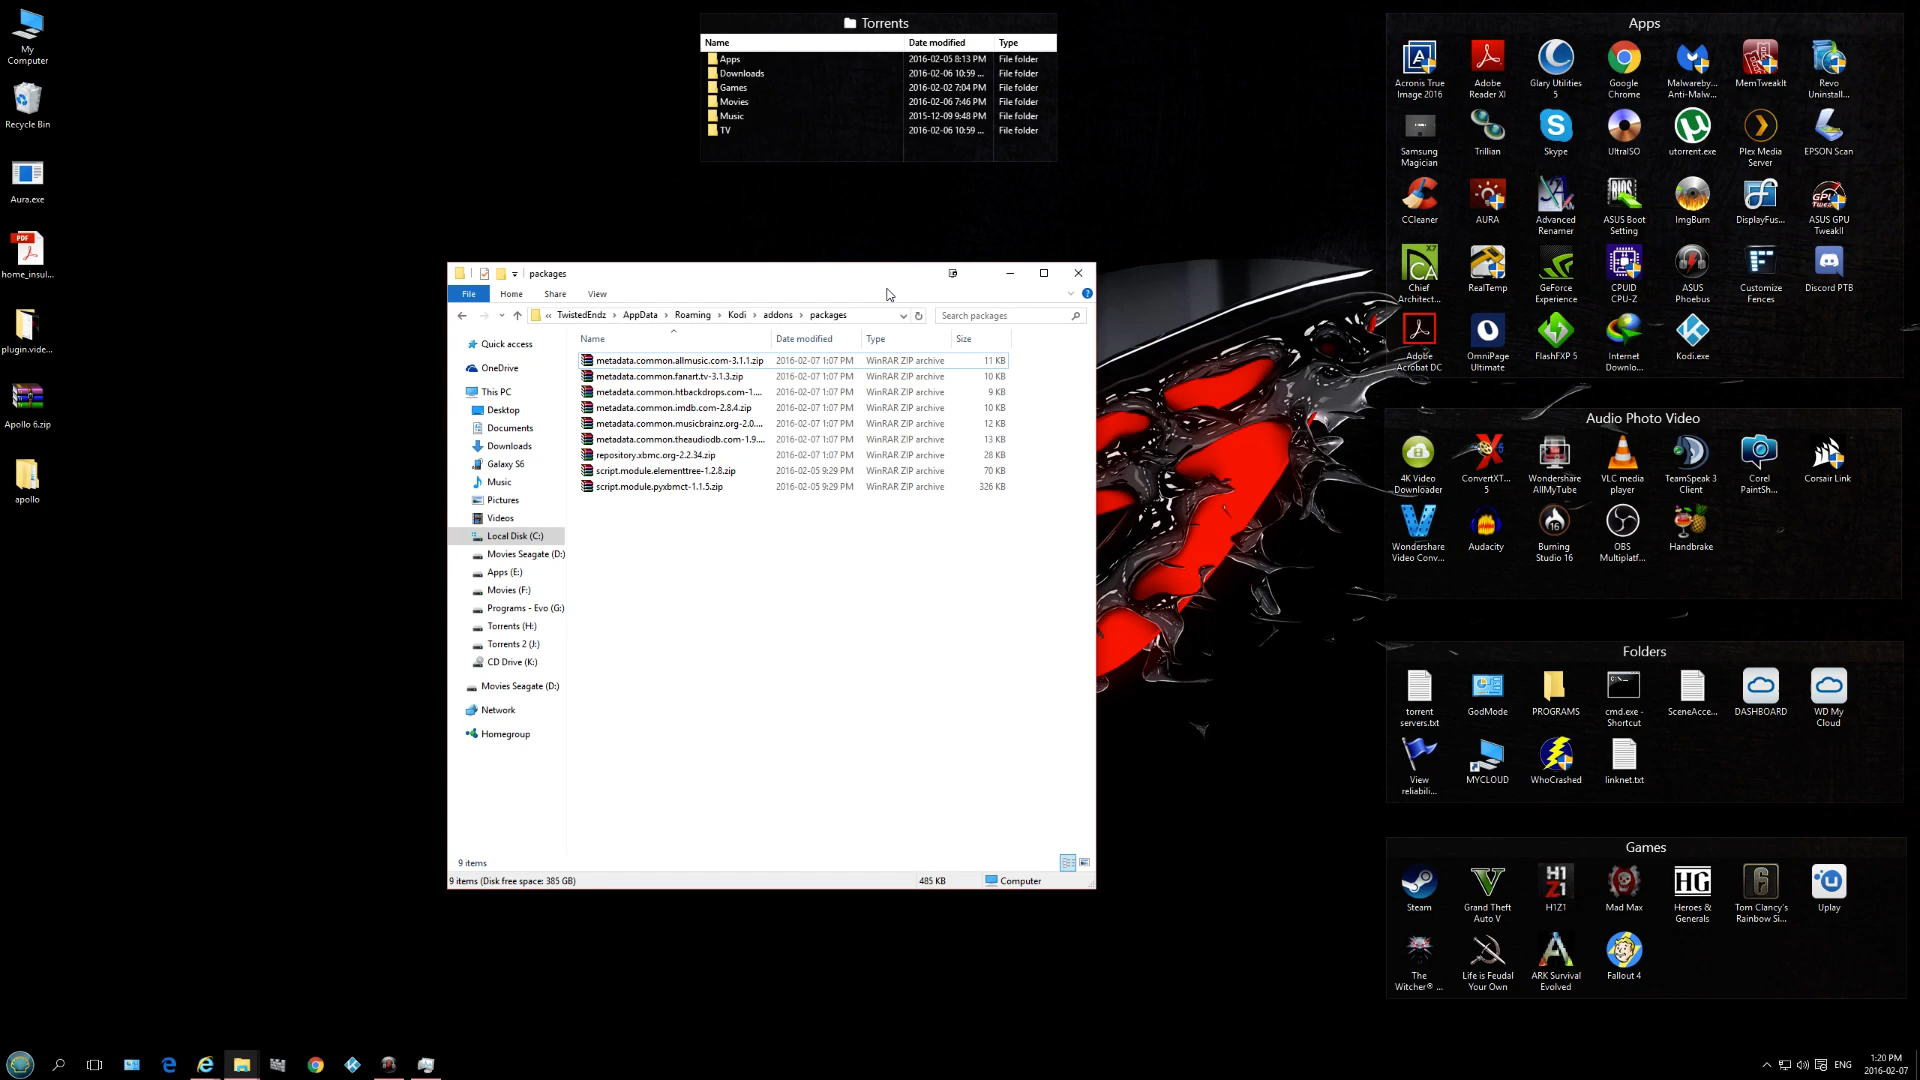 My
Computer
Recycle Bin
Aura.exe
PDF
home_insul...
plugin.vide...
Apollo 6.zip
apollo
Torrents
Name Date modified Type
Apps 2016-02-05 8:13 PM File folder
Downloads 2016-02-06 10:59 ... File folder
Games 2016-02-02 7:04 PM File folder
Movies 2016-02-06 7:46 PM File folder
Music 2015-12-09 9:48 PM File folder
TV 2016-02-06 10:59 ... File folder
packages
File Home Share View
« TwistedEndz > AppData > Roaming > Kodi > addons > packages
Search packages
Quick access
OneDrive
This PC
Desktop
Documents
Downloads
Galaxy S6
Music
Pictures
Videos
Local Disk (C:)
Movies Seagate (D:)
Apps (E:)
Movies (F:)
Programs - Evo (G:)
Torrents (H:)
Torrents 2 (J:)
CD Drive (K:)
Movies Seagate (D:)
Network
Homegroup
Name Date modified Type Size
metadata.common.allmusic.com-3.1.1.zip 2016-02-07 1:07 PM WinRAR ZIP archive 11 KB
metadata.common.fanart.tv-3.1.3.zip 2016-02-07 1:07 PM WinRAR ZIP archive 10 KB
metadata.common.htbackdrops.com-1.... 2016-02-07 1:07 PM WinRAR ZIP archive 9 KB
metadata.common.imdb.com-2.8.4.zip 2016-02-07 1:07 PM WinRAR ZIP archive 10 KB
metadata.common.musicbrainz.org-2.0.... 2016-02-07 1:07 PM WinRAR ZIP archive 12 KB
metadata.common.theaudiodb.com-1.9.... 2016-02-07 1:07 PM WinRAR ZIP archive 13 KB
repository.xbmc.org-2.2.34.zip 2016-02-07 1:07 PM WinRAR ZIP archive 28 KB
script.module.elementtree-1.2.8.zip 2016-02-05 9:29 PM WinRAR ZIP archive 70 KB
script.module.pyxbmct-1.1.5.zip 2016-02-05 9:29 PM WinRAR ZIP archive 326 KB
9 items
9 items (Disk free space: 385 GB) 485 KB Computer
Apps
Acronis True Adobe Glary Utilities Google Malwareby... MemTweakIt Revo
Image 2016 Reader XI 5 Chrome Anti-Malw... Uninstall...
Samsung Trillian Skype UltraISO utorrent.exe Plex Media EPSON Scan
Magician Server
CCleaner AURA Advanced ASUS Boot ImgBurn DisplayFus... ASUS GPU
Renamer Setting TweakII
Chief RealTemp GeForce CPUID ASUS Customize Discord PTB
Architect... Experience CPU-Z Phoebus Fences
Adobe OmniPage FlashFXP 5 Internet Kodi.exe
Acrobat DC Ultimate Downlo...
Audio Photo Video
4K Video ConvertXT... Wondershare VLC media TeamSpeak 3 Corel Corsair Link
Downloader 5 AllMyTube player Client PaintSh...
Wondershare Audacity Burning OBS Handbrake
Video Conv... Studio 16 Multiplatf...
Folders
torrent GodMode PROGRAMS cmd.exe - SceneAcce... DASHBOARD WD My
servers.txt Shortcut Cloud
View MYCLOUD WhoCrashed linknet.txt
reliabili...
Games
Steam Grand Theft H1Z1 Mad Max Heroes & Tom Clancy's Uplay
Auto V Generals Rainbow Si...
The Life is Feudal ARK Survival Fallout 4
Witcher® ... Your Own Evolved
ENG
1:20 PM
2016-02-07